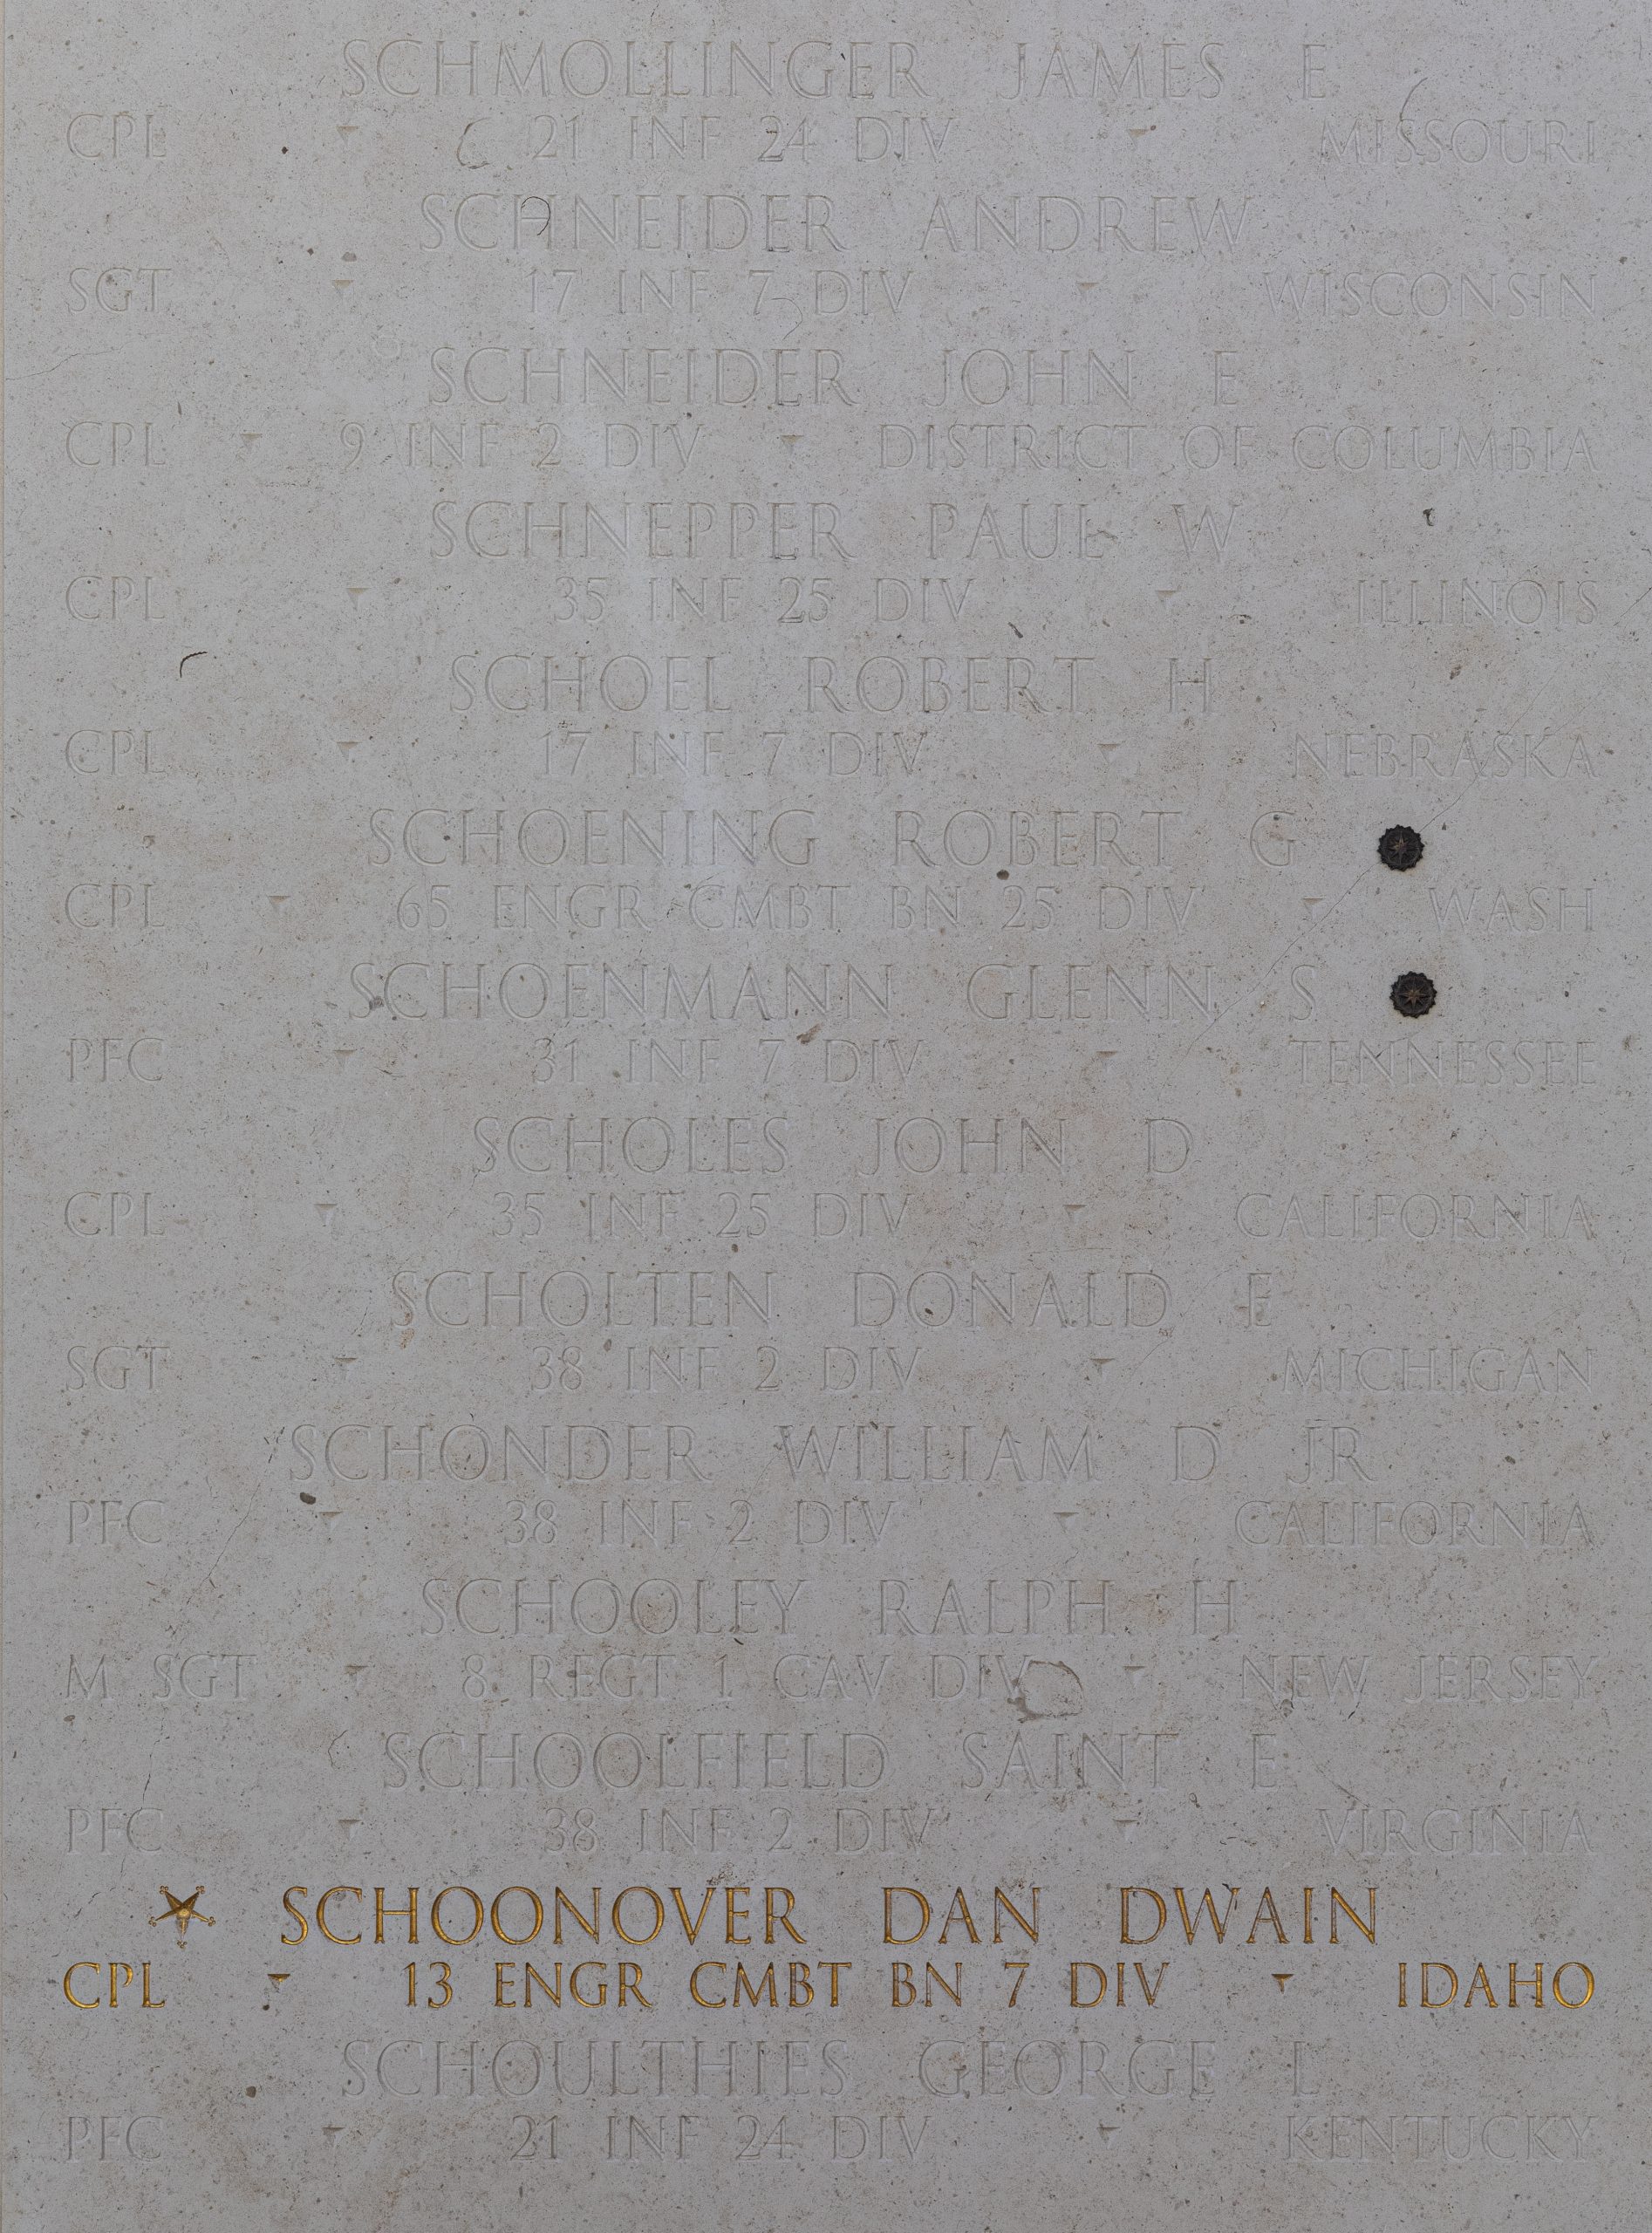 SCHMOLLINGER JAMES E
CPL 21 INF 24 DIV MISSOURI
SCHNEIDER ANDREW
SGT 17 INF 7 DIV WISCONSIN
SCHNEIDER JOHN E
CPL 9 INF 2 DIV DISTRICT OF COLUMBIA
SCHNEPPER PAUL W
CPL 35 INF 25 DIV ILLINOIS
SCHOEL ROBERT H
CPL 17 INF 7 DIV NEBRASKA
SCHOENING ROBERT G
CPL 65 ENGR CMBT BN 25 DIV WASH
SCHOENMANN GLENN S
PFC 31 INF 7 DIV TENNESSEE
SCHOLES JOHN D
CPL 35 INF 25 DIV CALIFORNIA
SCHOLTEN DONALD E
SGT 38 INF 2 DIV MICHIGAN
SCHONDER WILLIAM D JR
PFC 38 INF 2 DIV CALIFORNIA
SCHOOLEY RALPH H
M SGT 8 REGT 1 CAV DIV NEW JERSEY
SCHOOLFIELD SAINT E
PFC 38 INF 2 DIV VIRGINIA
SCHOONOVER DAN DWAIN
CPL 13 ENGR CMBT BN 7 DIV IDAHO
SCHOULTHIES GEORGE L
PFC 21 INF 24 DIV KENTUCKY